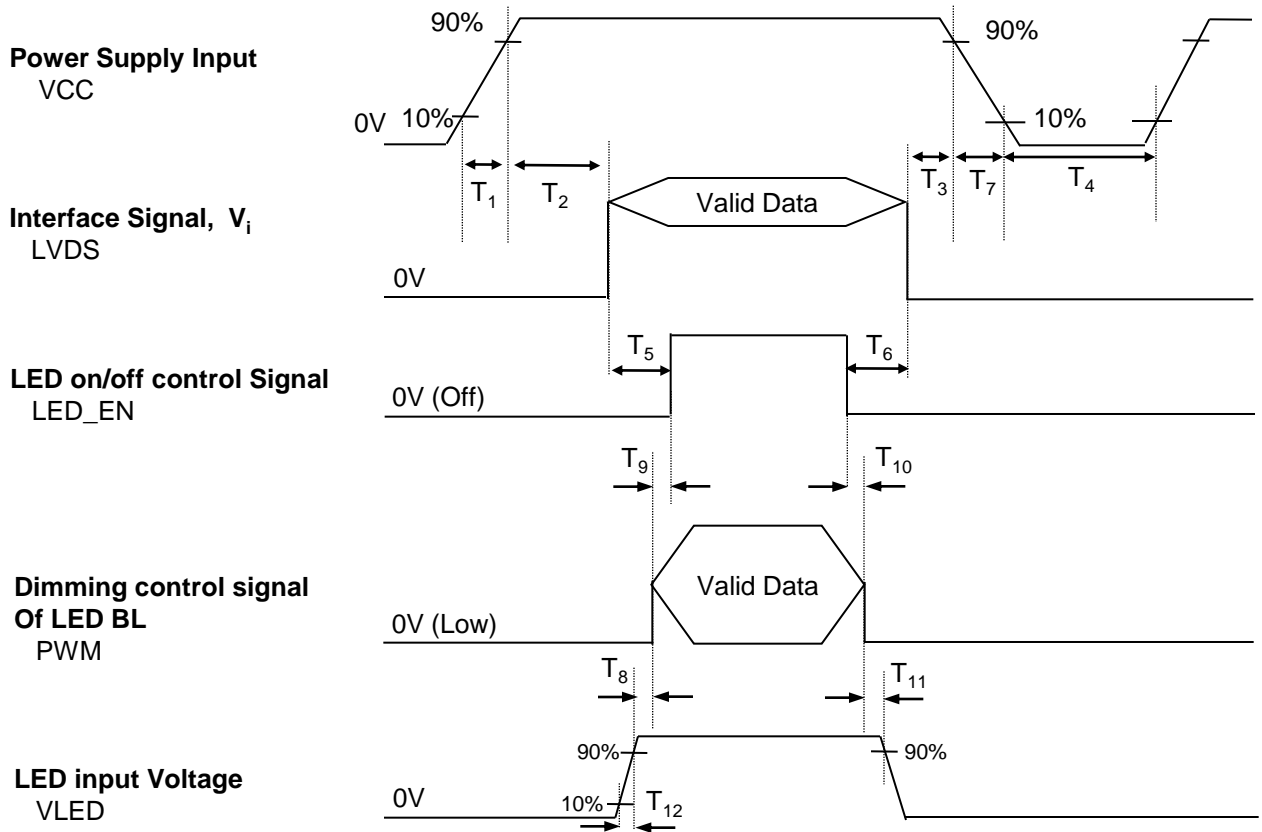 90%
90%
Power Supply Input
VCC
0V
10%
10%
T1
T2
T3
T7
T4
Interface Signal, Vi
LVDS
Valid Data
0V
LED on/off control Signal
LED_EN
T5
T6
0V (Off)
T9
T10
Dimming control signal
Of LED BL
PWM
Valid Data
0V (Low)
T8
T11
LED input Voltage
VLED
90%
90%
0V
10%
T12